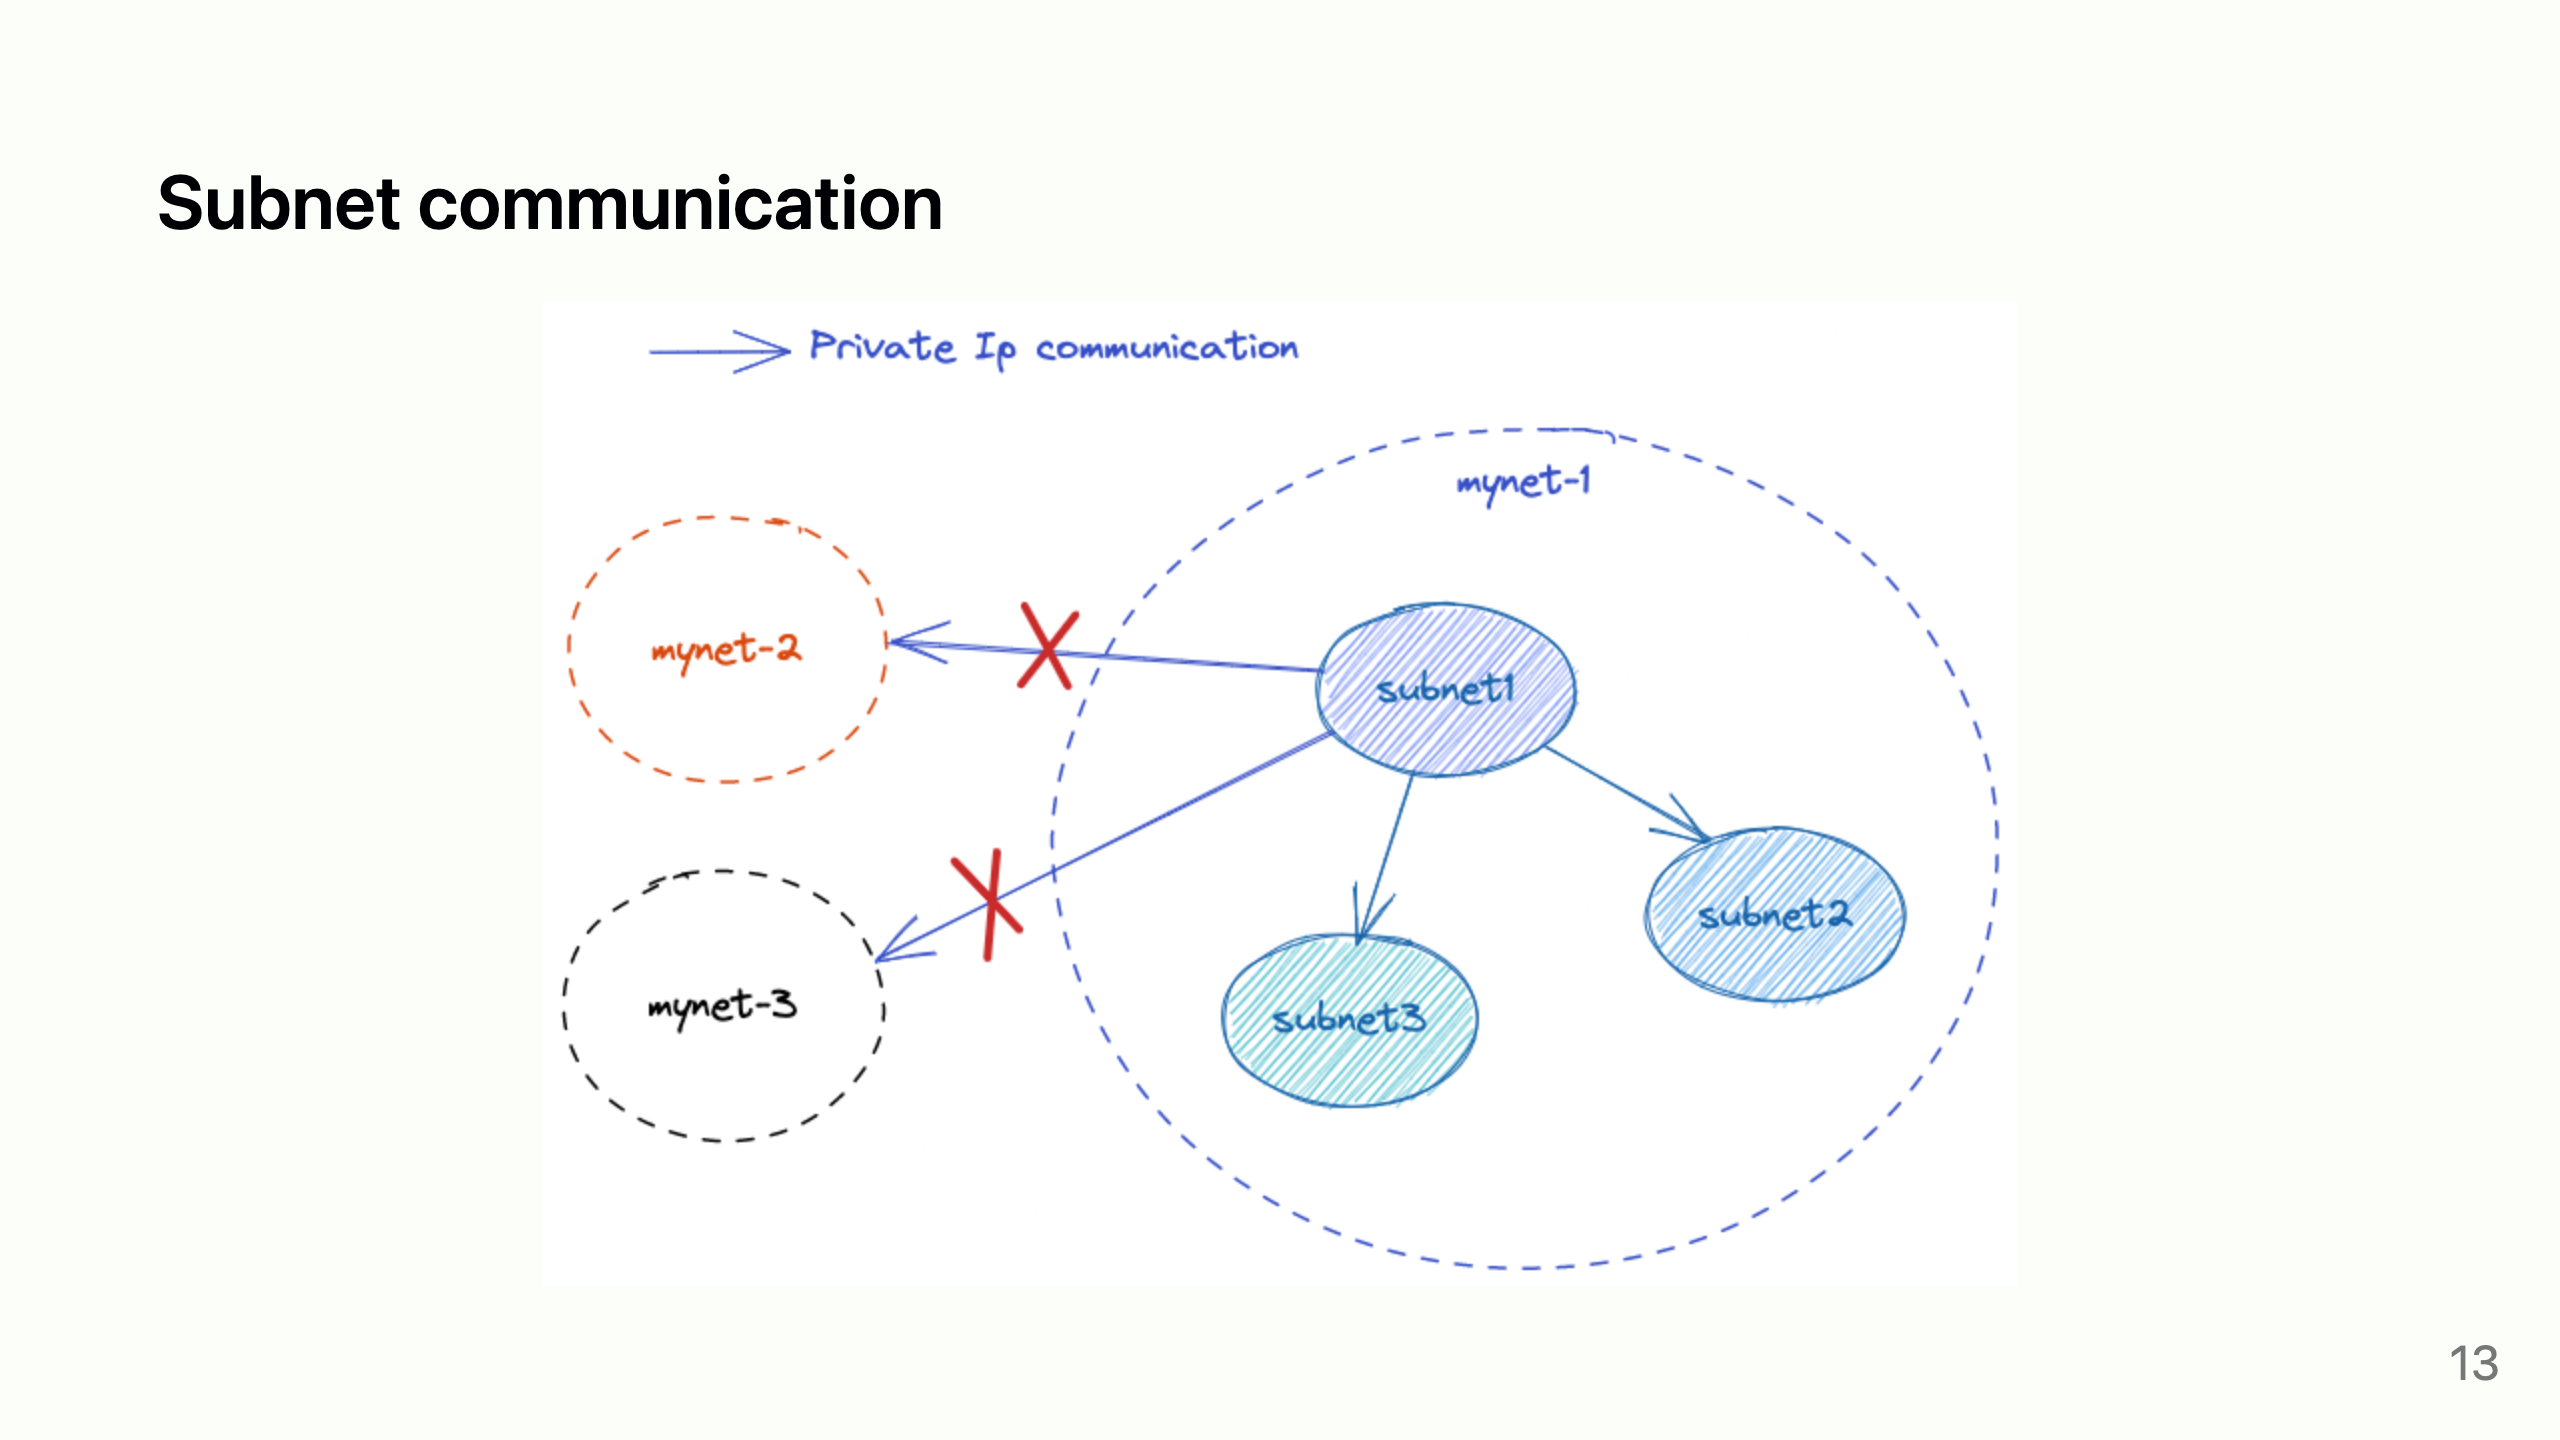 Subnet communication
Private Ip communication
mynet-1
mynet-2
subnet1
subnet2
mynet-3
subnet3
13